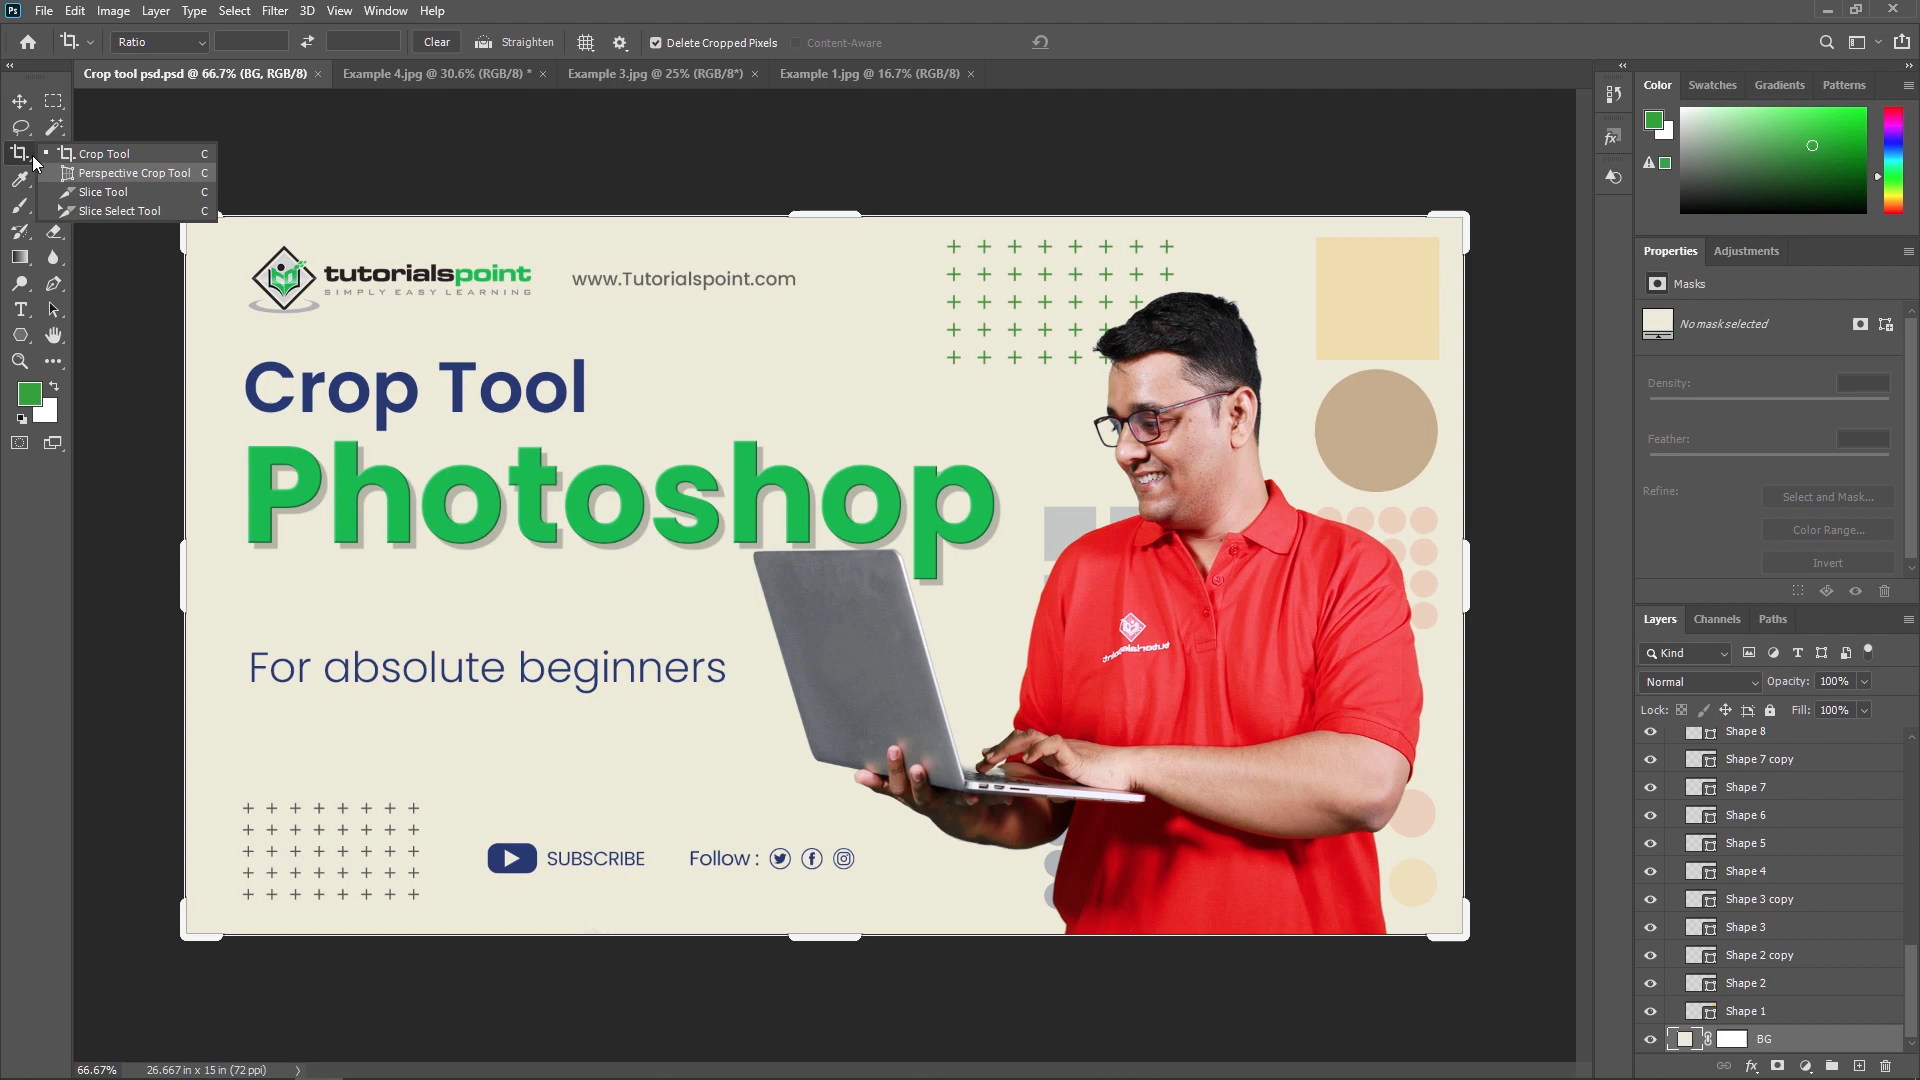 Ps File Edit Image Layer Type Select Filter 3D View Window Help
Ratio Clear Straighten Delete Cropped Pixels Content-Aware
Crop tool psd.psd @ 66.7% (BG, RGB/8) × Example 4.jpg @ 30.6% (RGB/8) * × Example 3.jpg @ 25% (RGB/8*) × Example 1.jpg @ 16.7% (RGB/8) ×
Crop Tool C
Perspective Crop Tool C
Slice Tool C
Slice Select Tool C
tutorialspoint
SIMPLY EASY LEARNING
www.Tutorialspoint.com
Crop Tool
Photoshop
For absolute beginners
SUBSCRIBE Follow :
tutorialspoint
66.67% 26.667 in x 15 in (72 ppi)
Color Swatches Gradients Patterns
Properties Adjustments
Masks
No mask selected
Density:
Feather:
Refine: Select and Mask...
Color Range...
Invert
Layers Channels Paths
Kind
Normal Opacity: 100%
Lock: Fill: 100%
Shape 8
Shape 7 copy
Shape 7
Shape 6
Shape 5
Shape 4
Shape 3 copy
Shape 3
Shape 2 copy
Shape 2
Shape 1
BG
fx